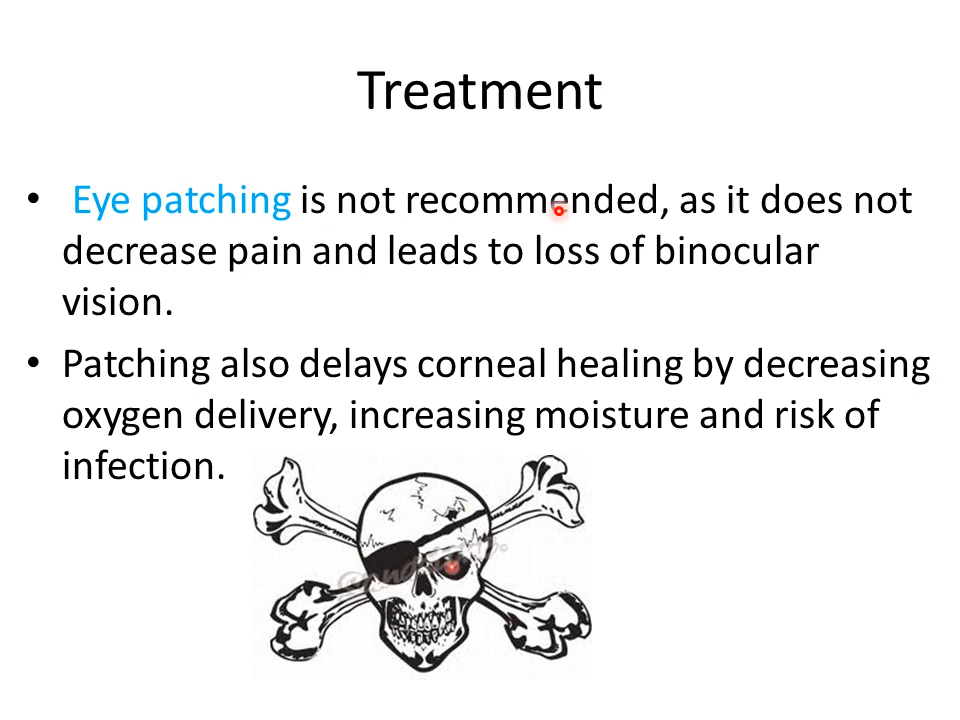 Treatment
• Eye patching is not recommended, as it does not
decrease pain and leads to loss of binocular
vision.
• Patching also delays corneal healing by decreasing
oxygen delivery, increasing moisture and risk of
infection.